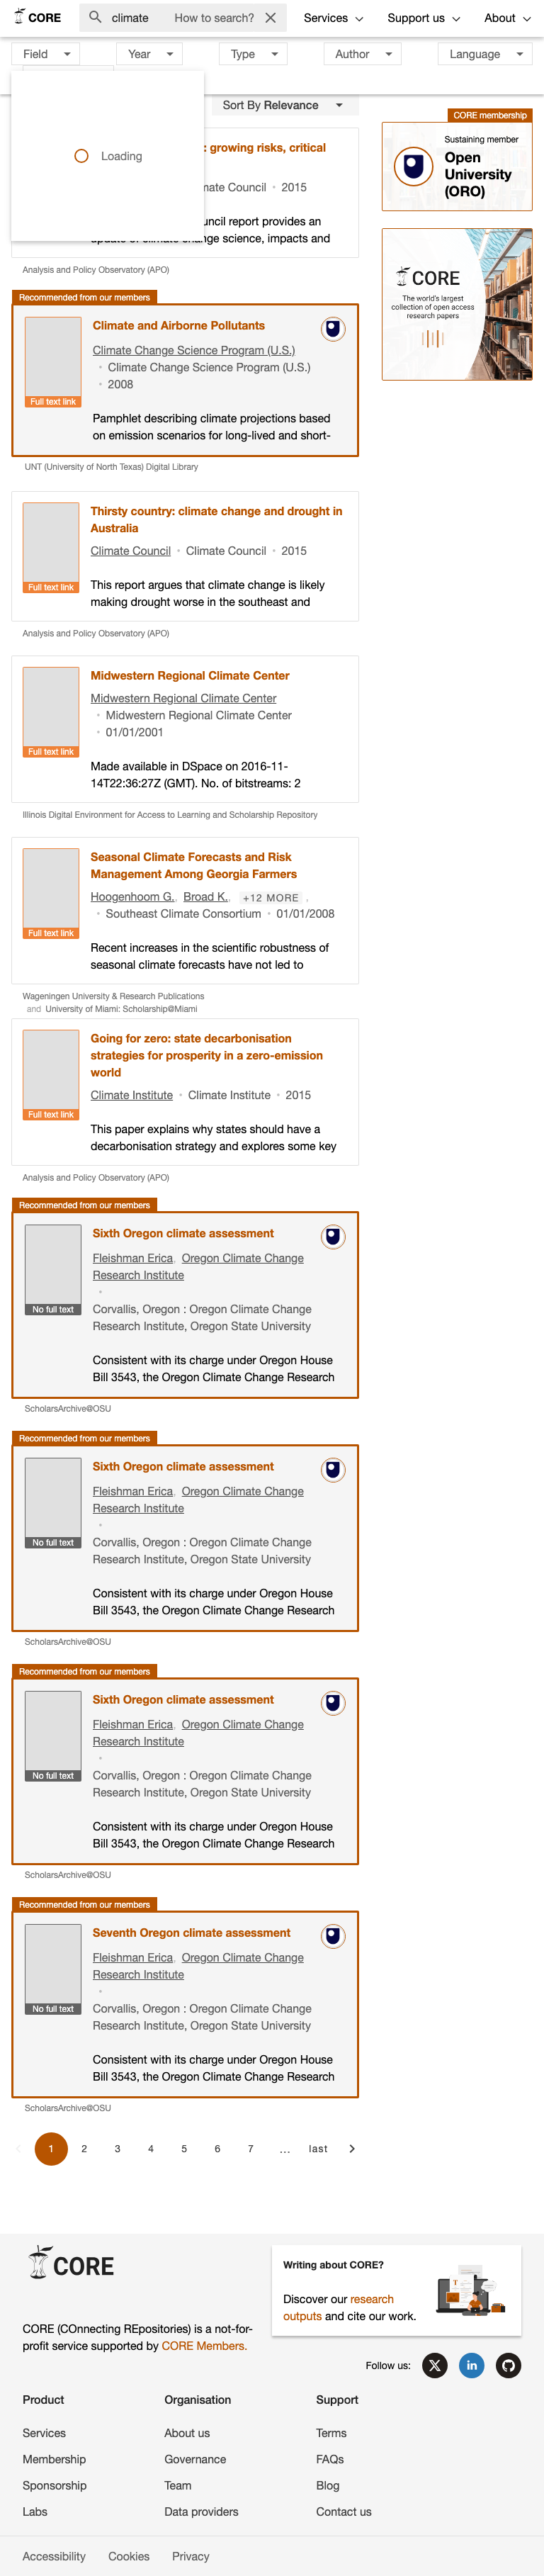 CORE
climate
How to search?
Services
Support us
About
Field
Year
Type
Author
Language
Loading
Sort By Relevance
: growing risks, critical
mate Council • 2015
uncil report provides an
update of climate change science, impacts and
Analysis and Policy Observatory (APO)
CORE membership
Sustaining member
Open
University
(ORO)
CORE
The world's largest
collection of open access
research papers
Recommended from our members
Climate and Airborne Pollutants
Climate Change Science Program (U.S.)
• Climate Change Science Program (U.S.)
• 2008
Full text link
Pamphlet describing climate projections based
on emission scenarios for long-lived and short-
UNT (University of North Texas) Digital Library
Thirsty country: climate change and drought in
Australia
Climate Council • Climate Council • 2015
Full text link
This report argues that climate change is likely
making drought worse in the southeast and
Analysis and Policy Observatory (APO)
Midwestern Regional Climate Center
Midwestern Regional Climate Center
• Midwestern Regional Climate Center
• 01/01/2001
Full text link
Made available in DSpace on 2016-11-
14T22:36:27Z (GMT). No. of bitstreams: 2
Illinois Digital Environment for Access to Learning and Scholarship Repository
Seasonal Climate Forecasts and Risk
Management Among Georgia Farmers
Hoogenhoom G., Broad K., +12 MORE ,
• Southeast Climate Consortium • 01/01/2008
Full text link
Recent increases in the scientific robustness of
seasonal climate forecasts have not led to
Wageningen University & Research Publications
and University of Miami: Scholarship@Miami
Going for zero: state decarbonisation
strategies for prosperity in a zero-emission
world
Climate Institute • Climate Institute • 2015
Full text link
This paper explains why states should have a
decarbonisation strategy and explores some key
Analysis and Policy Observatory (APO)
Recommended from our members
Sixth Oregon climate assessment
Fleishman Erica, Oregon Climate Change
Research Institute
•
Corvallis, Oregon : Oregon Climate Change
Research Institute, Oregon State University
No full text
Consistent with its charge under Oregon House
Bill 3543, the Oregon Climate Change Research
ScholarsArchive@OSU
Recommended from our members
Sixth Oregon climate assessment
Fleishman Erica, Oregon Climate Change
Research Institute
•
Corvallis, Oregon : Oregon Climate Change
Research Institute, Oregon State University
No full text
Consistent with its charge under Oregon House
Bill 3543, the Oregon Climate Change Research
ScholarsArchive@OSU
Recommended from our members
Sixth Oregon climate assessment
Fleishman Erica, Oregon Climate Change
Research Institute
•
Corvallis, Oregon : Oregon Climate Change
Research Institute, Oregon State University
No full text
Consistent with its charge under Oregon House
Bill 3543, the Oregon Climate Change Research
ScholarsArchive@OSU
Recommended from our members
Seventh Oregon climate assessment
Fleishman Erica, Oregon Climate Change
Research Institute
•
Corvallis, Oregon : Oregon Climate Change
Research Institute, Oregon State University
No full text
Consistent with its charge under Oregon House
Bill 3543, the Oregon Climate Change Research
ScholarsArchive@OSU
1 2 3 4 5 6 7 ... last
CORE
CORE (COnnecting REpositories) is a not-for-
profit service supported by CORE Members.
Writing about CORE?
Discover our research
outputs and cite our work.
Follow us:
Product
Services
Membership
Sponsorship
Labs
Organisation
About us
Governance
Team
Data providers
Support
Terms
FAQs
Blog
Contact us
Accessibility
Cookies
Privacy